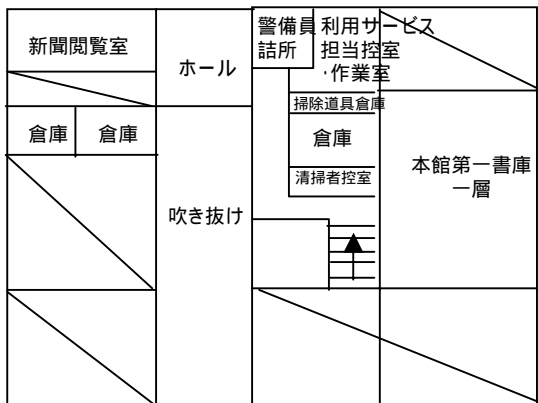 新聞閲覧室
ホール
警備員
詰所
利用サービス
担当控室
・作業室
掃除道具倉庫
倉庫
倉庫
倉庫
清掃者控室
本館第一書庫
一層
吹き抜け